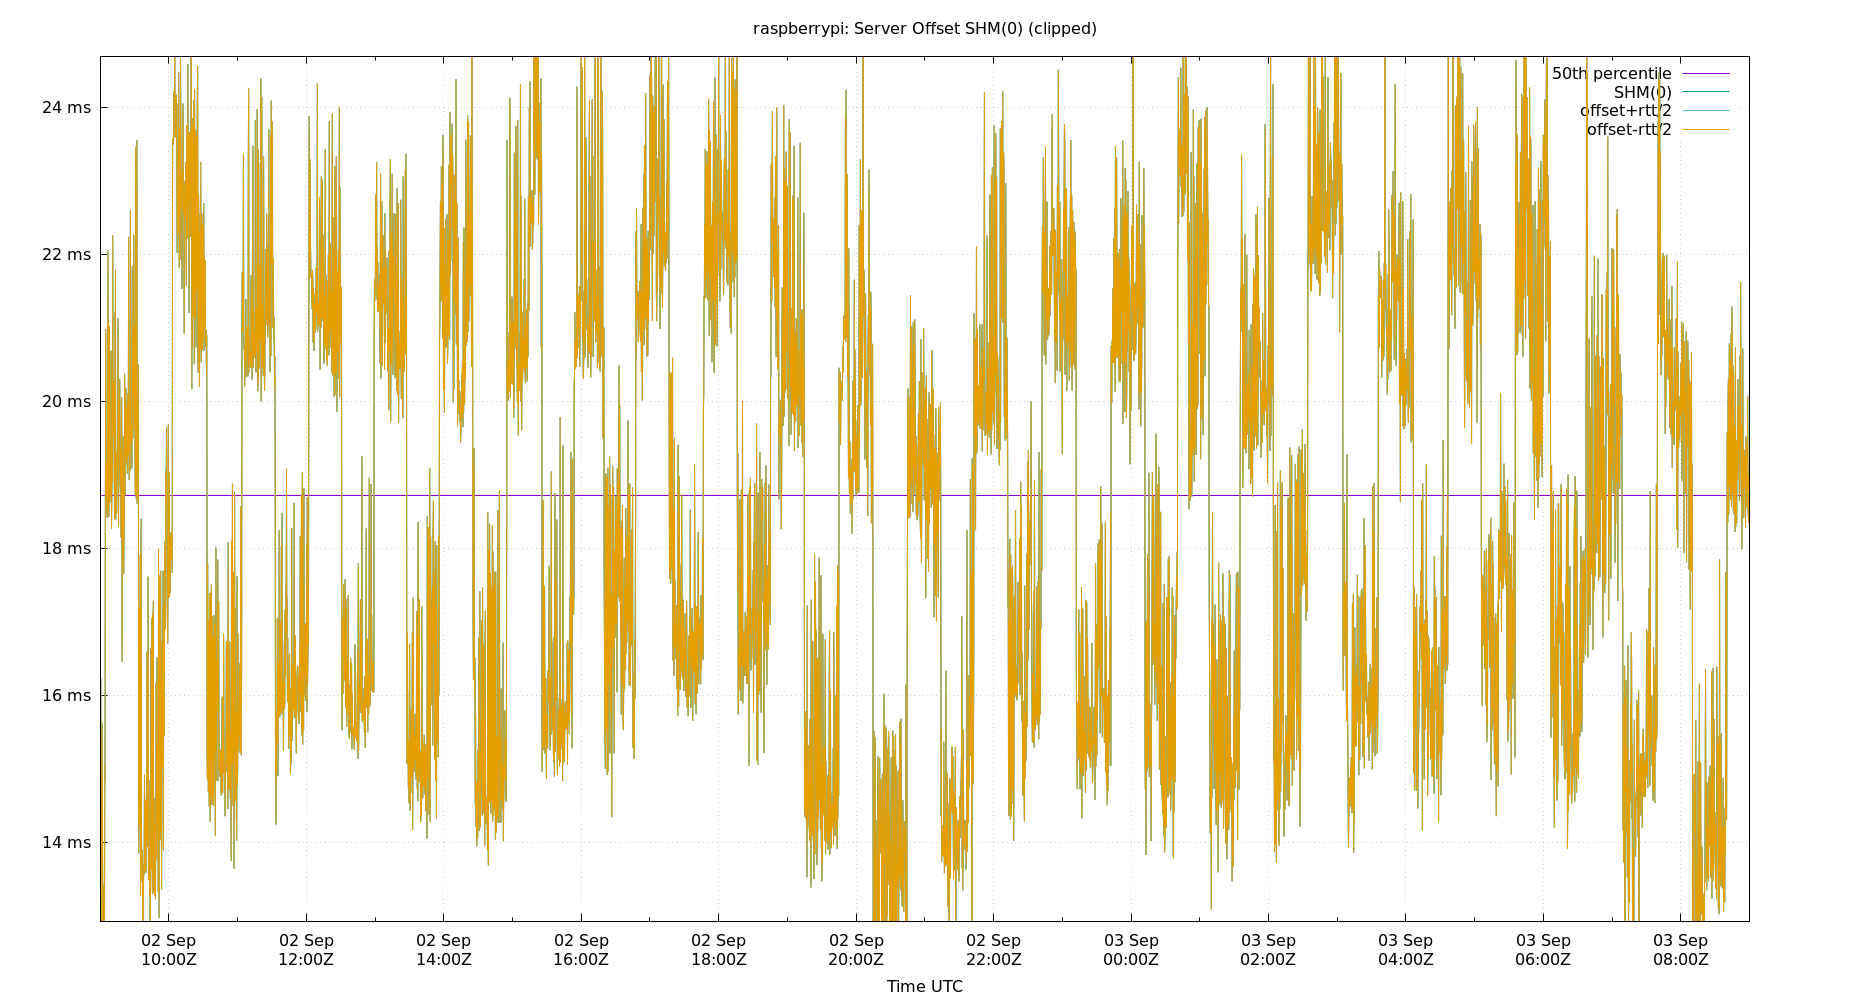 raspberrypi: Server Offset SHM(0) (clipped)
50th percentile
SHM(0)
offset+rtt/2
offset-rtt/2
24 ms
22 ms
20 ms
18 ms
16 ms
14 ms
02 Sep 02 Sep 02 Sep 02 Sep 02 Sep 02 Sep 02 Sep 03 Sep 03 Sep 03 Sep 03 Sep 03 Sep
10:00Z 12:00Z 14:00Z 16:00Z 18:00Z 20:00Z 22:00Z 00:00Z 02:00Z 04:00Z 06:00Z 08:00Z
Time UTC